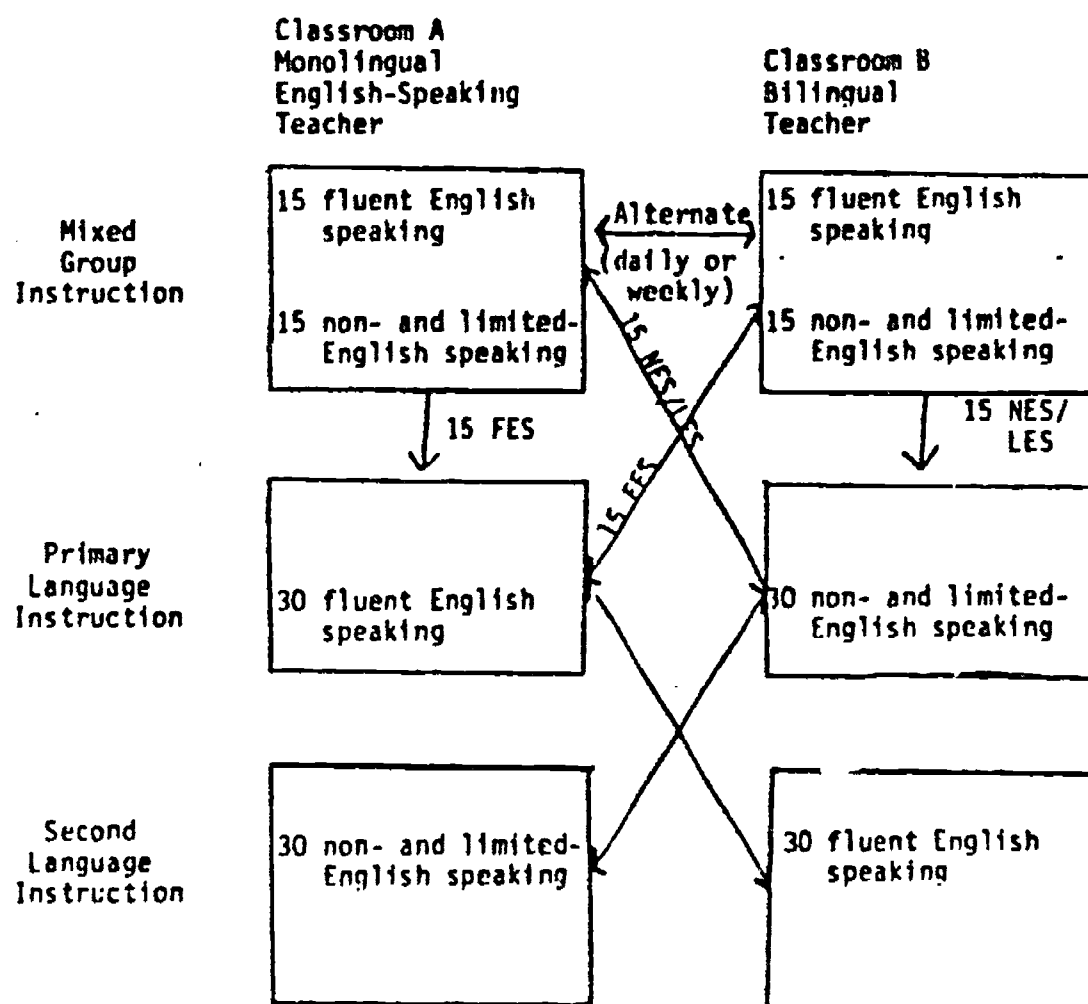 Classroom A
Monolingual
English-Speaking
Teacher
Classroom B
Bilingual
Teacher
Mixed
Group
Instruction
15 fluent English
speaking
15 non- and limited-
English speaking
Alternate
(daily or
weekly)
15 fluent English
speaking
15 non- and limited-
English speaking
15 NES/LES
15 FES
15 FES
15 NES/
LES
Primary
Language
Instruction
30 fluent English
speaking
30 non- and limited-
English speaking
Second
Language
Instruction
30 non- and limited-
English speaking
30 fluent English
speaking